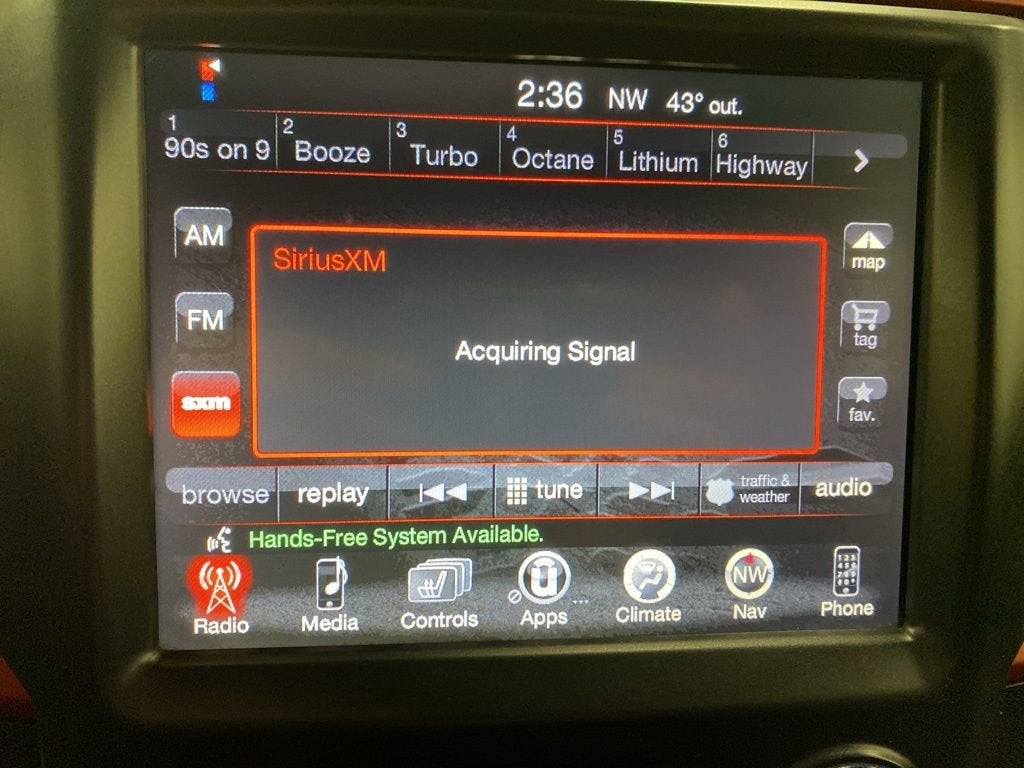 2:36 NW 43° out.
1 90s on 9
2 Booze
3 Turbo
4 Octane
5 Lithium
6 Highway
AM
SiriusXM
map
FM
Acquiring Signal
tag
sxm
fav.
browse
replay
tune
traffic &
weather
audio
Hands-Free System Available.
NW
Radio
Media
Controls
Apps
...
Climate
Nav
Phone